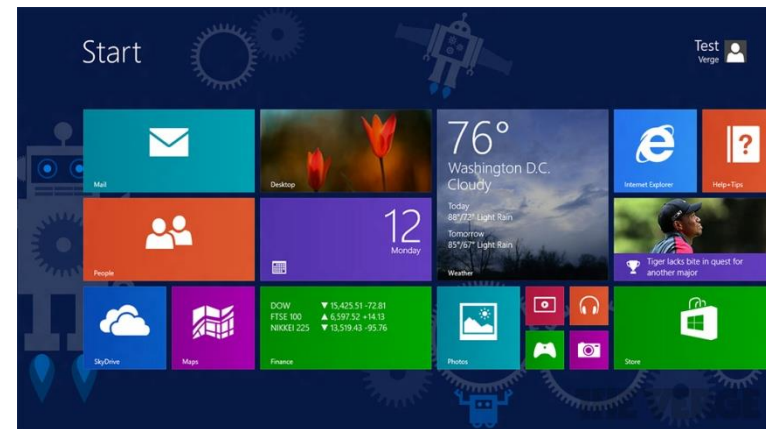 Start
Test
Verge
Mail
Desktop
76°
Washington D.C.
Cloudy
Today
88°/72° Light Rain
Tomorrow
85°/67° Light Rain
Weather
Internet Explorer
Help+Tips
People
12
Monday
Tiger lacks bite in quest for
another major
SkyDrive
Maps
DOW ▼ 15,425.51 -72.81
FTSE 100 ▲ 6,597.52 +14.13
NIKKEI 225 ▼ 13,519.43 -95.76
Finance
Photos
Store
THE VERGE